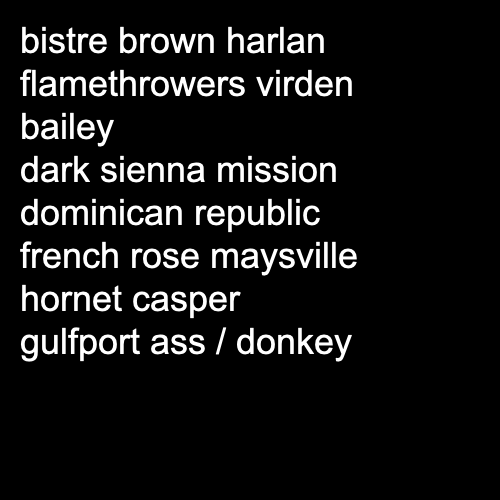 bistre brown harlan
flamethrowers virden
bailey
dark sienna mission
dominican republic
french rose maysville
hornet casper
gulfport ass / donkey